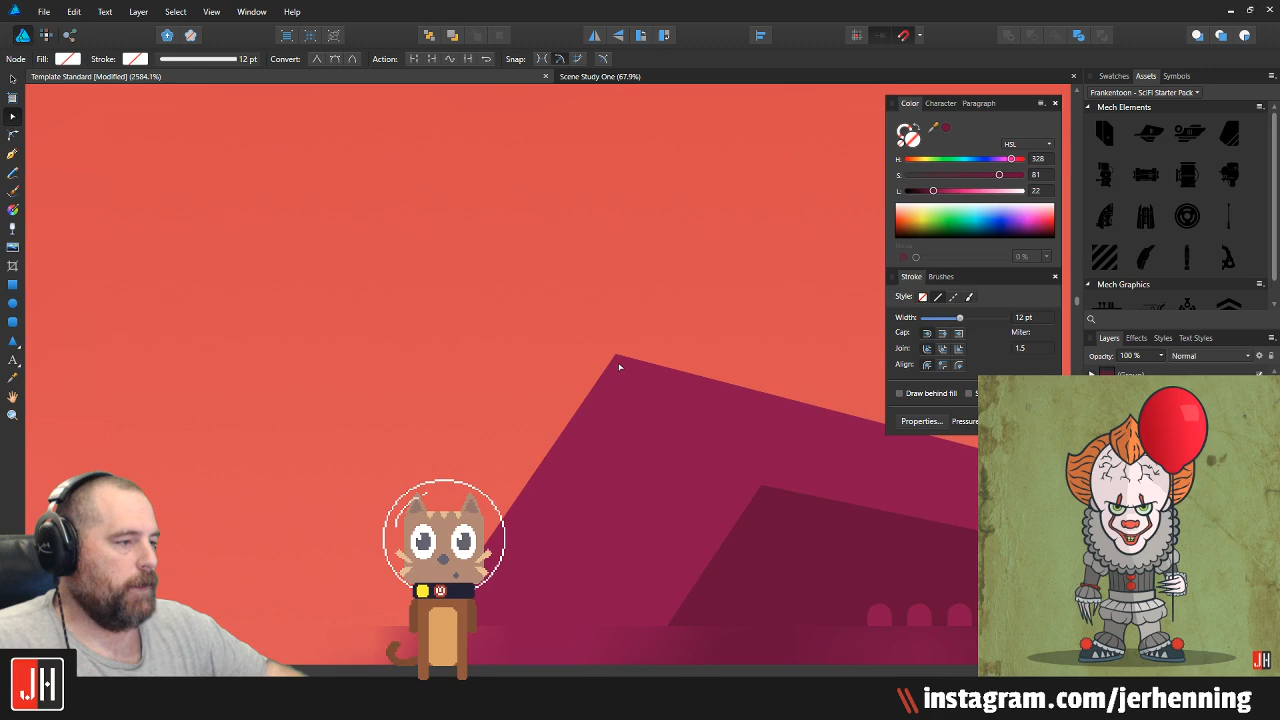 File Edit Text Layer Select View Window Help
Node Fill: Stroke: 12 pt Convert: Action: Snap:
Template Standard [Modified] (2584.1%) × Scene Study One (67.9%) ×
Swatches Assets Symbols
Frankentoon - SciFi Starter Pack
Mech Elements
Color Character Paragraph
HSL
H: 328
S: 81
L: 22
0 %
Stroke Brushes
Style:
Width: 12 pt
Cap: Miter:
Join: 1.5
Align:
Draw behind fill S
Properties... Pressure
Mech Graphics
Layers Effects Styles Text Styles
Opacity: 100 % Normal
(Group)
JH
JH
\\ instagram.com/jerhenning